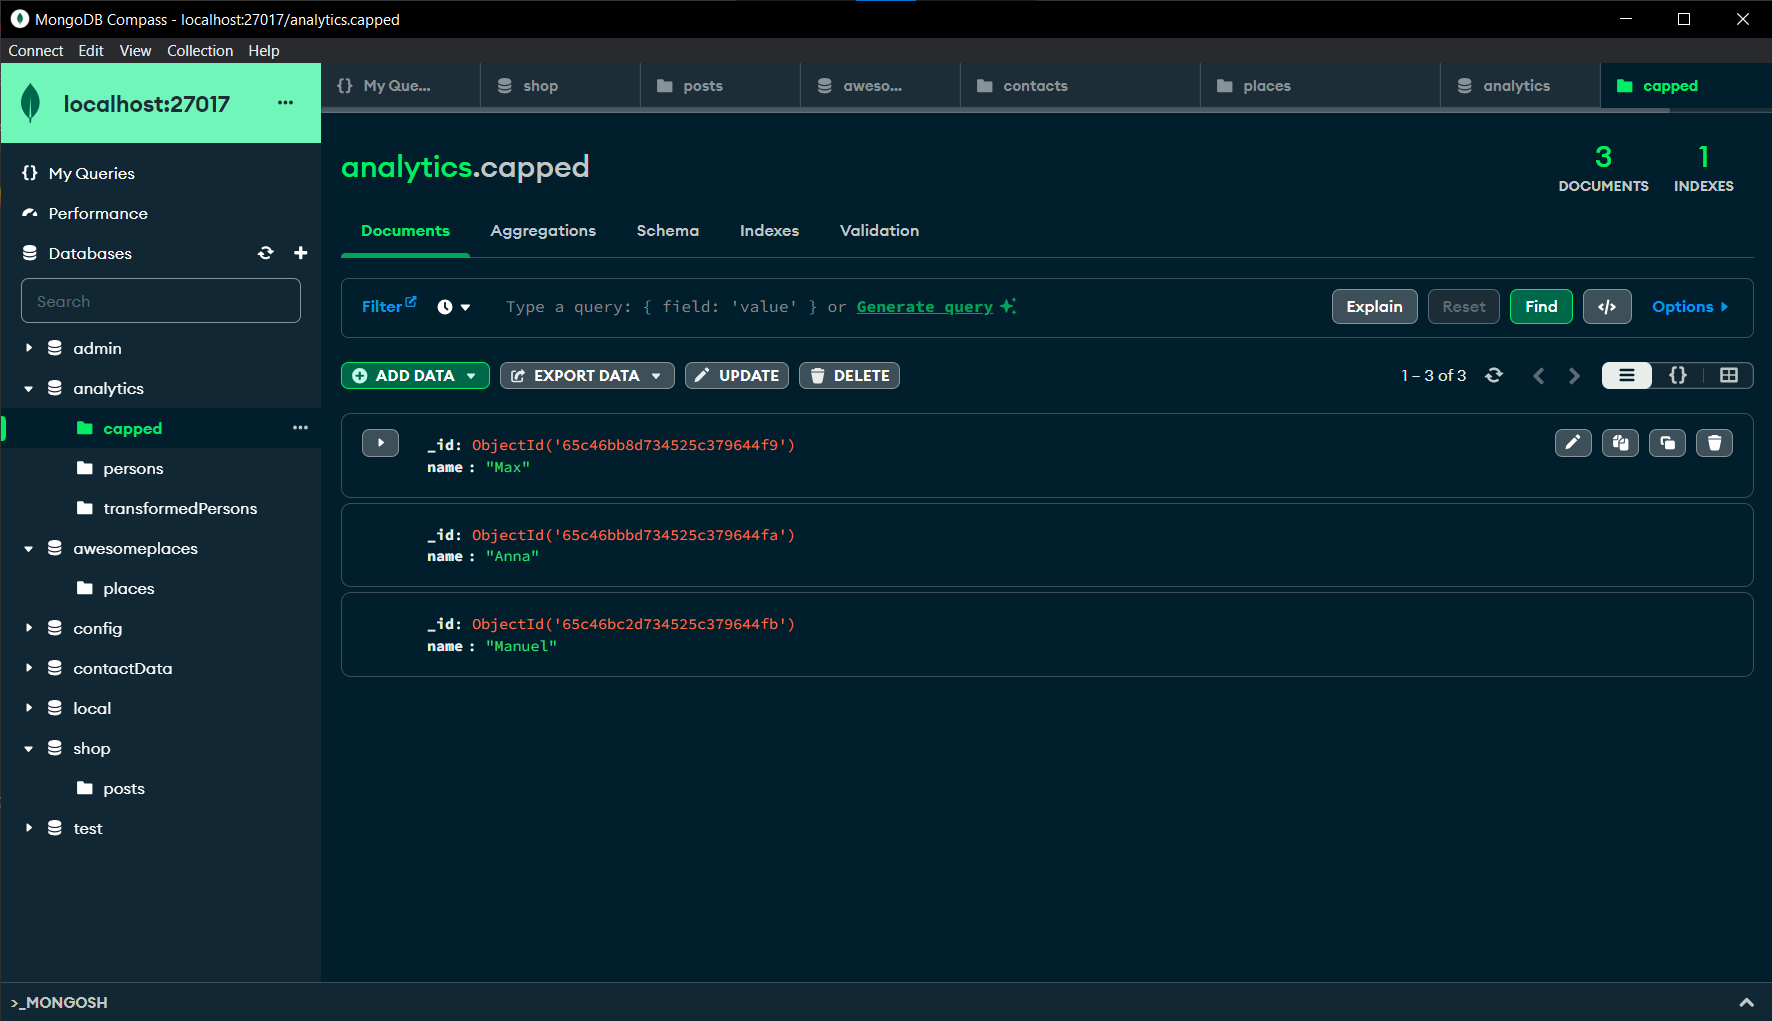 MongoDB Compass - localhost:27017/analytics.capped
Connect Edit View Collection Help
localhost:27017 ...
{} My Que... shop posts aweso... contacts places analytics capped
My Queries
Performance
Databases
Search
admin
analytics
capped ...
persons
transformedPersons
awesomeplaces
places
config
contactData
local
shop
posts
test
analytics.capped
3 DOCUMENTS
1 INDEXES
Documents Aggregations Schema Indexes Validation
Filter Type a query: { field: 'value' } or Generate query Explain Reset Find </> Options
ADD DATA EXPORT DATA UPDATE DELETE 1 – 3 of 3 {}
_id: ObjectId('65c46bb8d734525c379644f9')
name : "Max"
_id: ObjectId('65c46bbbd734525c379644fa')
name : "Anna"
_id: ObjectId('65c46bc2d734525c379644fb')
name : "Manuel"
>_MONGOSH